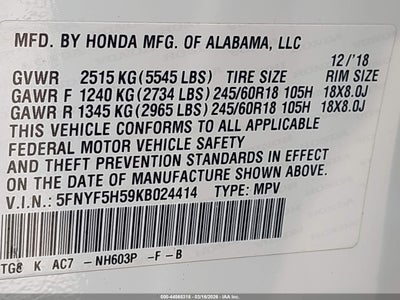 MFD. BY HONDA MFG. OF ALABAMA, LLC
12/'18
GVWR 2515 KG (5545 LBS) TIRE SIZE RIM SIZE
GAWR F 1240 KG (2734 LBS) 245/60R18 105H 18X8.0J
GAWR R 1345 KG (2965 LBS) 245/60R18 105H 18X8.0J
THIS VEHICLE CONFORMS TO ALL APPLICABLE
FEDERAL MOTOR VEHICLE SAFETY
AND THEFT PREVENTION STANDARDS IN EFFECT
ON THE DATE OF MANUFACTURE SHOWN ABOVE.
V.I.N.: 5FNYF5H59KB024414 TYPE: MPV
TG8 K AC7 -NH603P -F -B